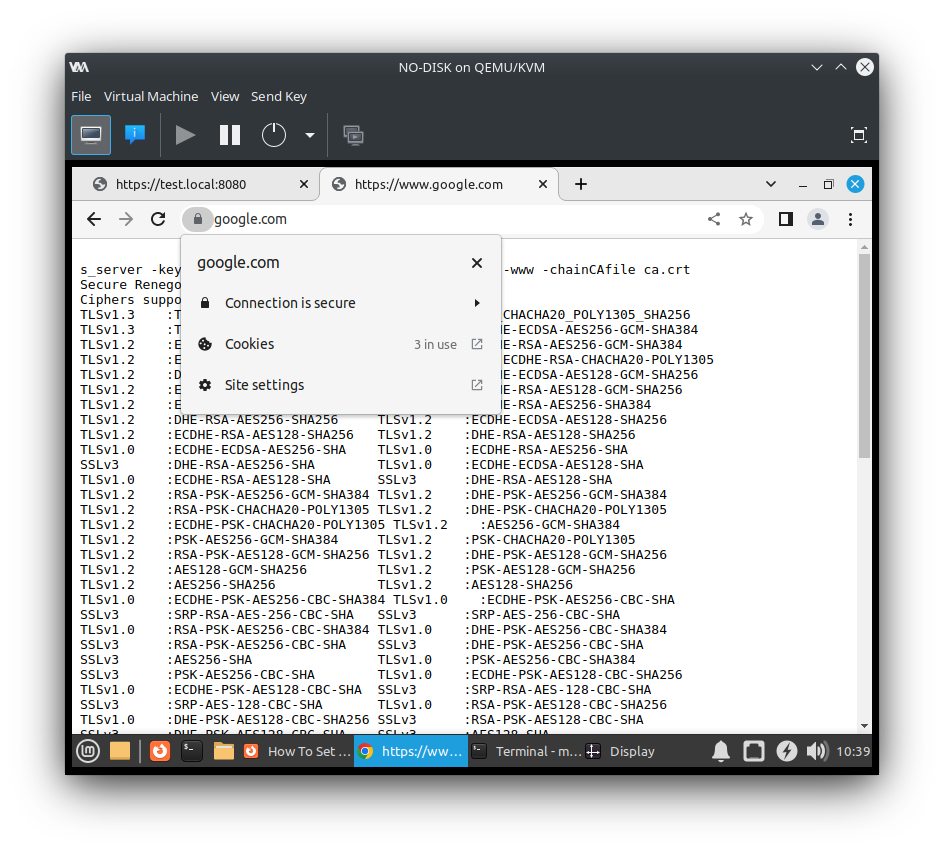 NO-DISK on QEMU/KVM
File Virtual Machine View Send Key
https://test.local:8080 https://www.google.com
google.com
google.com
Connection is secure
Cookies 3 in use
Site settings
s_server -key -www -chainCAfile ca.crt
Secure Renego
Ciphers suppo
TLSv1.3 :T _CHACHA20_POLY1305_SHA256
TLSv1.3 :T HE-ECDSA-AES256-GCM-SHA384
TLSv1.2 :E HE-RSA-AES256-GCM-SHA384
TLSv1.2 :E ECDHE-RSA-CHACHA20-POLY1305
TLSv1.2 :D HE-ECDSA-AES128-GCM-SHA256
TLSv1.2 :E HE-RSA-AES128-GCM-SHA256
TLSv1.2 :E HE-RSA-AES256-SHA384
TLSv1.2 :DHE-RSA-AES256-SHA256 TLSv1.2 :ECDHE-ECDSA-AES128-SHA256
TLSv1.2 :ECDHE-RSA-AES128-SHA256 TLSv1.2 :DHE-RSA-AES128-SHA256
TLSv1.0 :ECDHE-ECDSA-AES256-SHA TLSv1.0 :ECDHE-RSA-AES256-SHA
SSLv3 :DHE-RSA-AES256-SHA TLSv1.0 :ECDHE-ECDSA-AES128-SHA
TLSv1.0 :ECDHE-RSA-AES128-SHA SSLv3 :DHE-RSA-AES128-SHA
TLSv1.2 :RSA-PSK-AES256-GCM-SHA384 TLSv1.2 :DHE-PSK-AES256-GCM-SHA384
TLSv1.2 :RSA-PSK-CHACHA20-POLY1305 TLSv1.2 :DHE-PSK-CHACHA20-POLY1305
TLSv1.2 :ECDHE-PSK-CHACHA20-POLY1305 TLSv1.2 :AES256-GCM-SHA384
TLSv1.2 :PSK-AES256-GCM-SHA384 TLSv1.2 :PSK-CHACHA20-POLY1305
TLSv1.2 :RSA-PSK-AES128-GCM-SHA256 TLSv1.2 :DHE-PSK-AES128-GCM-SHA256
TLSv1.2 :AES128-GCM-SHA256 TLSv1.2 :PSK-AES128-GCM-SHA256
TLSv1.2 :AES256-SHA256 TLSv1.2 :AES128-SHA256
TLSv1.0 :ECDHE-PSK-AES256-CBC-SHA384 TLSv1.0 :ECDHE-PSK-AES256-CBC-SHA
SSLv3 :SRP-RSA-AES-256-CBC-SHA SSLv3 :SRP-AES-256-CBC-SHA
TLSv1.0 :RSA-PSK-AES256-CBC-SHA384 TLSv1.0 :DHE-PSK-AES256-CBC-SHA384
SSLv3 :RSA-PSK-AES256-CBC-SHA SSLv3 :DHE-PSK-AES256-CBC-SHA
SSLv3 :AES256-SHA TLSv1.0 :PSK-AES256-CBC-SHA384
SSLv3 :PSK-AES256-CBC-SHA TLSv1.0 :ECDHE-PSK-AES128-CBC-SHA256
TLSv1.0 :ECDHE-PSK-AES128-CBC-SHA SSLv3 :SRP-RSA-AES-128-CBC-SHA
SSLv3 :SRP-AES-128-CBC-SHA TLSv1.0 :RSA-PSK-AES128-CBC-SHA256
TLSv1.0 :DHE-PSK-AES128-CBC-SHA256 SSLv3 :RSA-PSK-AES128-CBC-SHA
How To Set ... https://ww... Terminal - m... Display 10:39